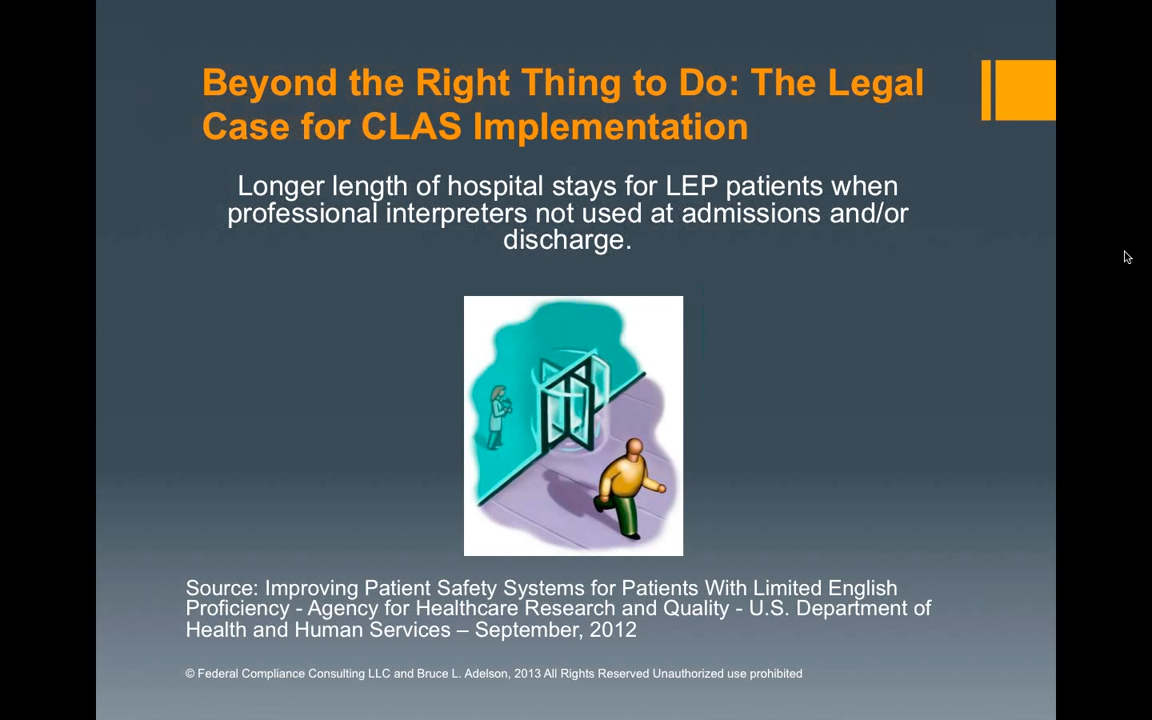 Beyond the Right Thing to Do: The Legal
Case for CLAS Implementation
Longer length of hospital stays for LEP patients when
professional interpreters not used at admissions and/or
discharge.
Source: Improving Patient Safety Systems for Patients With Limited English
Proficiency - Agency for Healthcare Research and Quality - U.S. Department of
Health and Human Services – September, 2012
© Federal Compliance Consulting LLC and Bruce L. Adelson, 2013 All Rights Reserved Unauthorized use prohibited